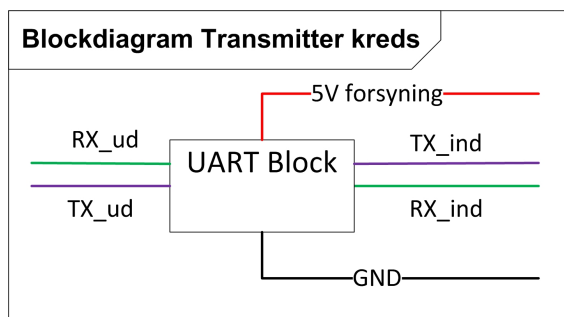 Blockdiagram Transmitter kreds
5V forsyning
RX_ud
UART Block
TX_ind
TX_ud
RX_ind
GND